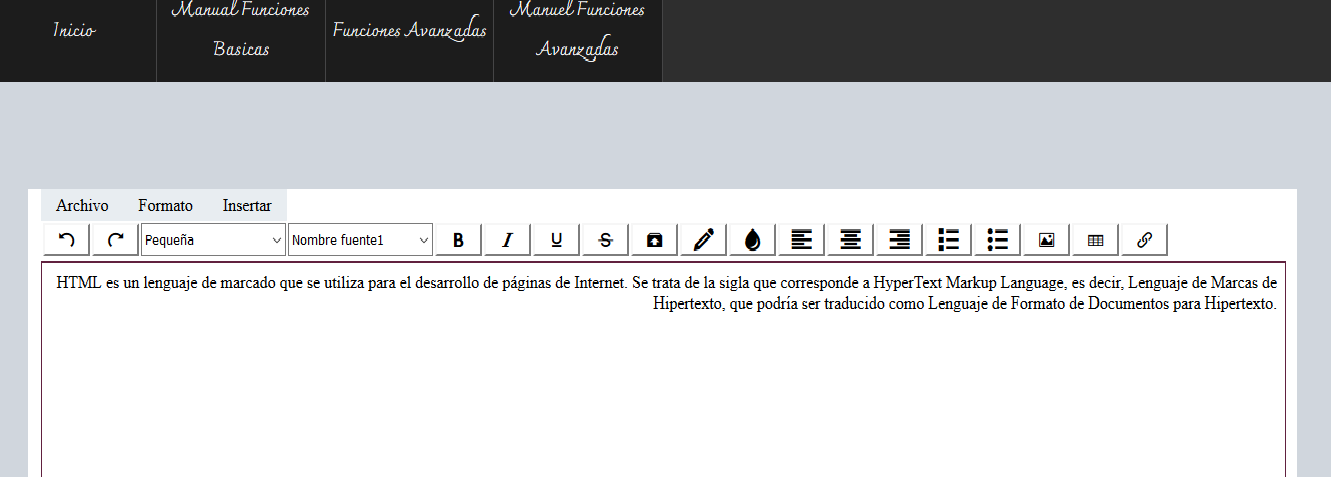 Inicio
Manual Funciones
Basicas
Funciones Avanzadas
Manuel Funciones
Avanzadas
Archivo Formato Insertar
Pequeña Nombre fuente1 B I U S
HTML es un lenguaje de marcado que se utiliza para el desarrollo de páginas de Internet. Se trata de la sigla que corresponde a HyperText Markup Language, es decir, Lenguaje de Marcas de
Hipertexto, que podría ser traducido como Lenguaje de Formato de Documentos para Hipertexto.